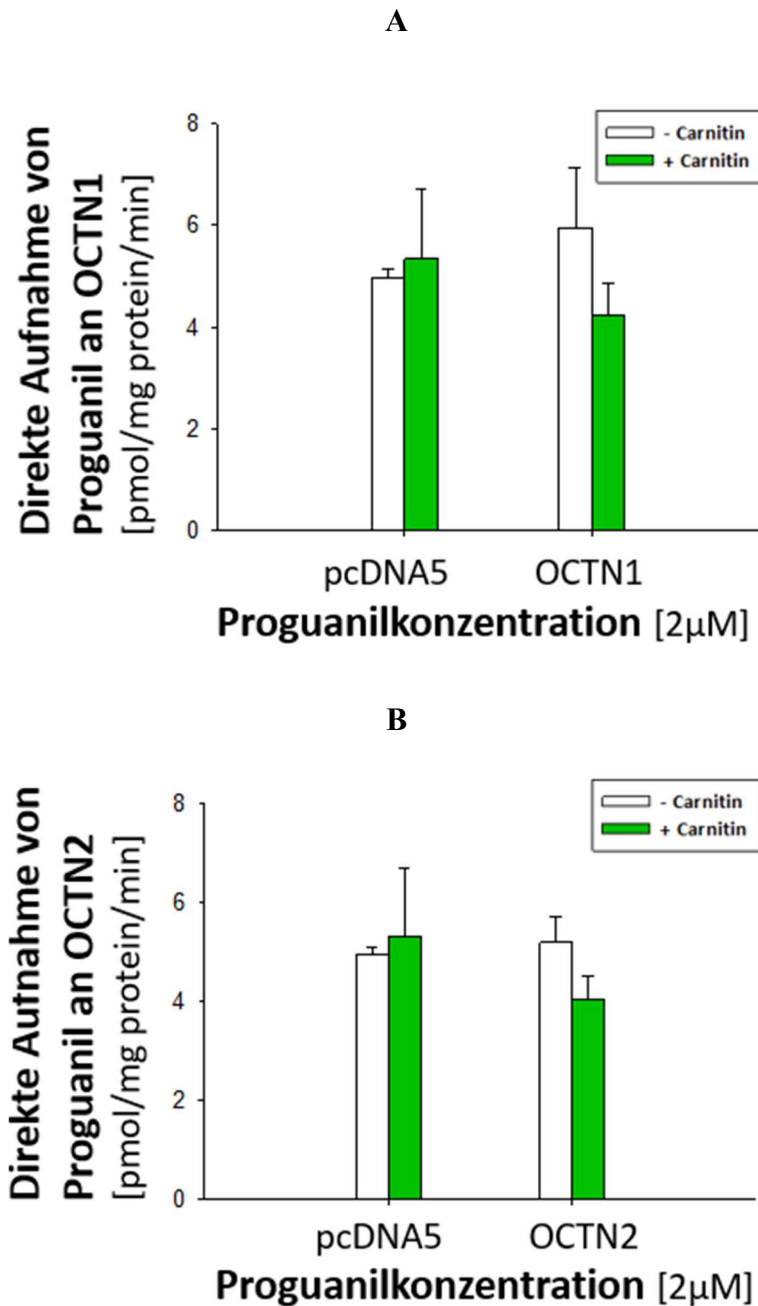 A
Direkte Aufnahme von
Proguanil an OCTN1
[pmol/mg protein/min]
8
6
4
2
0
- Carnitin
+ Carnitin
pcDNA5 OCTN1
Proguanilkonzentration [2µM]
B
Direkte Aufnahme von
Proguanil an OCTN2
[pmol/mg protein/min]
8
6
4
2
0
- Carnitin
+ Carnitin
pcDNA5 OCTN2
Proguanilkonzentration [2µM]